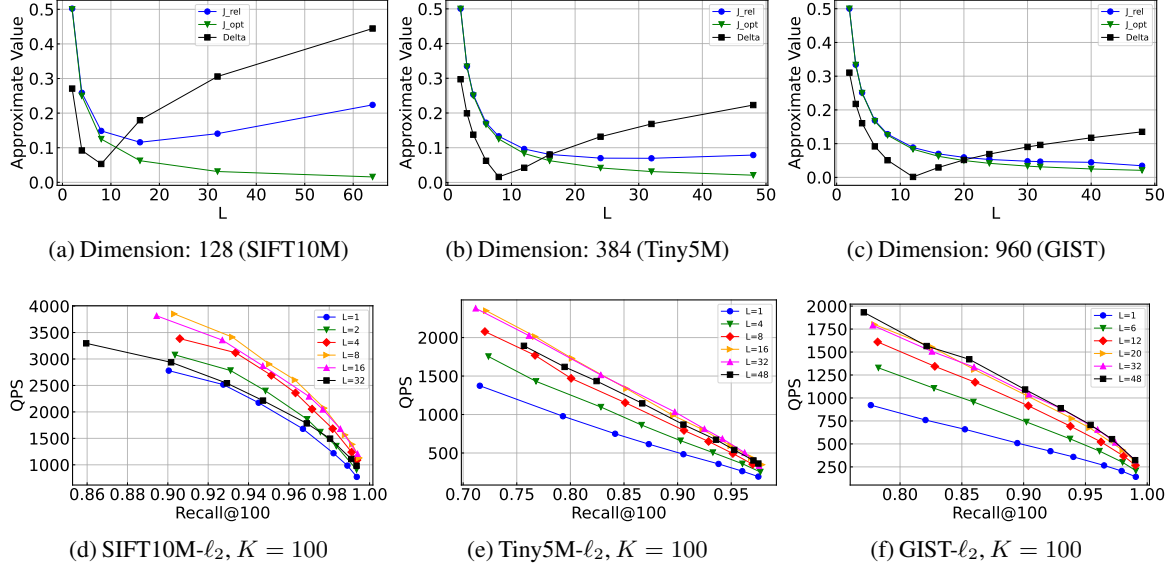 0.5
0.4
0.3
0.2
0.1
0.0
Approximate Value
J_rel
J_opt
Delta
0 10 20 30 40 50 60
L
(a) Dimension: 128 (SIFT10M)
0.5
0.4
0.3
0.2
0.1
0.0
Approximate Value
J_rel
J_opt
Delta
0 10 20 30 40 50
L
(b) Dimension: 384 (Tiny5M)
0.5
0.4
0.3
0.2
0.1
0.0
Approximate Value
J_rel
J_opt
Delta
0 10 20 30 40 50
L
(c) Dimension: 960 (GIST)
4000
3500
3000
2500
2000
1500
1000
QPS
L=1
L=2
L=4
L=8
L=16
L=32
0.86 0.88 0.90 0.92 0.94 0.96 0.98 1.00
Recall@100
(d) SIFT10M-ℓ₂, K = 100
2000
1500
1000
500
0
QPS
L=1
L=4
L=8
L=16
L=32
L=48
0.70 0.75 0.80 0.85 0.90 0.95
Recall@100
(e) Tiny5M-ℓ₂, K = 100
2000
1750
1500
1250
1000
750
500
250
QPS
L=1
L=6
L=12
L=20
L=32
L=48
0.80 0.85 0.90 0.95 1.00
Recall@100
(f) GIST-ℓ₂, K = 100